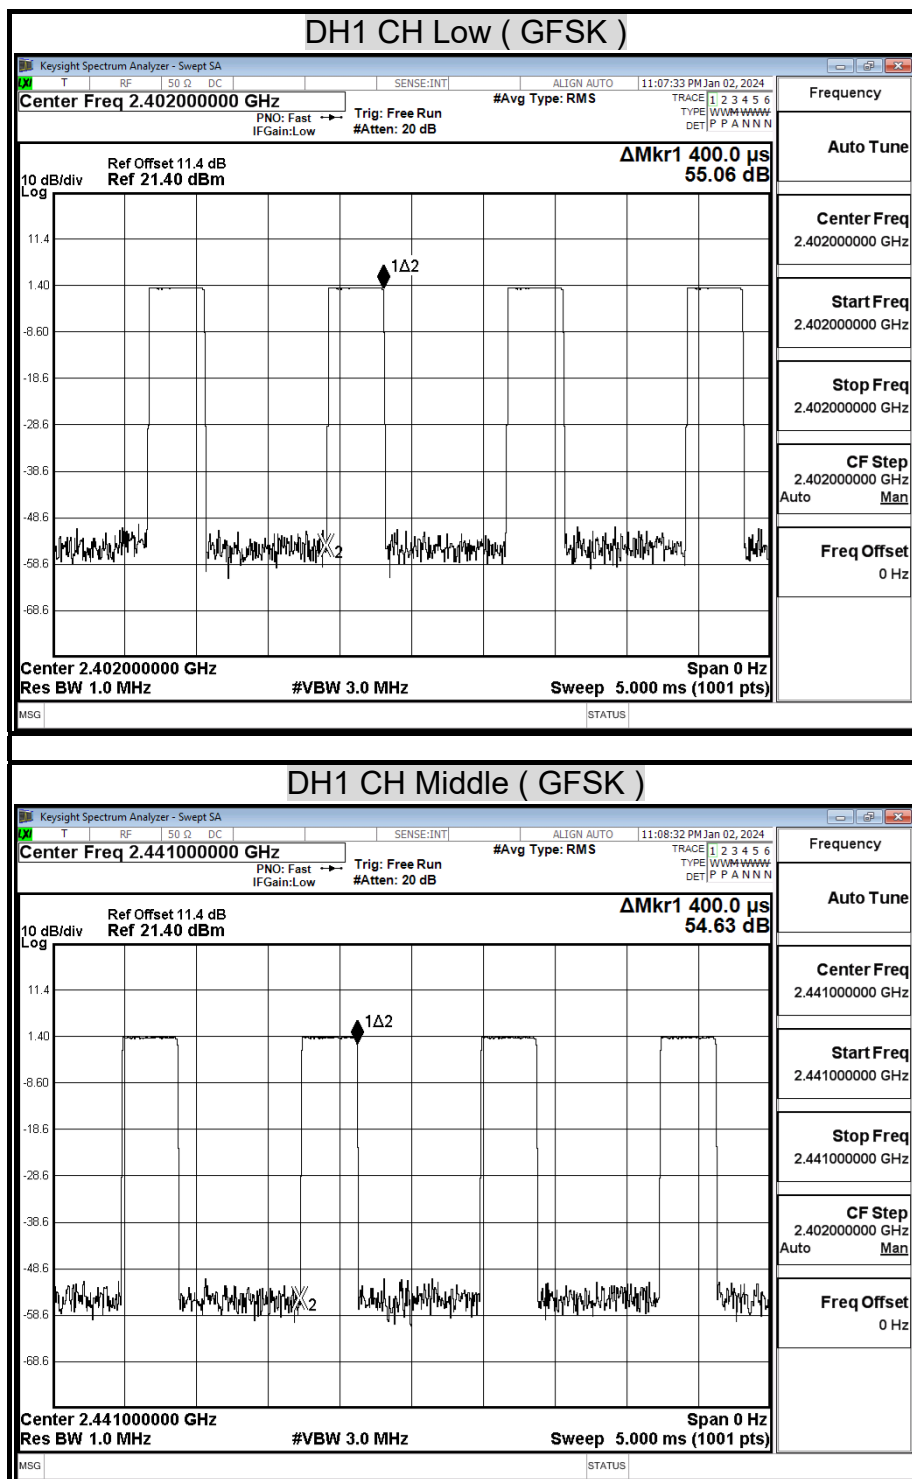 DH1 CH Low ( GFSK )
Keysight Spectrum Analyzer - Swept SA
LXI T RF 50 Ω DC SENSE:INT ALIGN AUTO 11:07:33 PM Jan 02, 2024
Center Freq 2.402000000 GHz
#Avg Type: RMS
TRACE 1 2 3 4 5 6
TYPE WWMWWWW
DET P P A N N N
PNO: Fast
IFGain:Low
Trig: Free Run
#Atten: 20 dB
Frequency
ΔMkr1 400.0 µs
55.06 dB
Ref Offset 11.4 dB
10 dB/div Ref 21.40 dBm
Log
11.4
1.40
-8.60
-18.6
-28.6
-38.6
-48.6
-58.6
-68.6
1Δ2
2
Center 2.402000000 GHz Span 0 Hz
Res BW 1.0 MHz #VBW 3.0 MHz Sweep 5.000 ms (1001 pts)
MSG STATUS
Auto Tune
Center Freq
2.402000000 GHz
Start Freq
2.402000000 GHz
Stop Freq
2.402000000 GHz
CF Step
2.402000000 GHz
Auto Man
Freq Offset
0 Hz
DH1 CH Middle ( GFSK )
Keysight Spectrum Analyzer - Swept SA
LXI T RF 50 Ω DC SENSE:INT ALIGN AUTO 11:08:32 PM Jan 02, 2024
Center Freq 2.441000000 GHz
#Avg Type: RMS
TRACE 1 2 3 4 5 6
TYPE WWMWWWW
DET P P A N N N
PNO: Fast
IFGain:Low
Trig: Free Run
#Atten: 20 dB
Frequency
ΔMkr1 400.0 µs
54.63 dB
Ref Offset 11.4 dB
10 dB/div Ref 21.40 dBm
Log
11.4
1.40
-8.60
-18.6
-28.6
-38.6
-48.6
-58.6
-68.6
1Δ2
2
Center 2.441000000 GHz Span 0 Hz
Res BW 1.0 MHz #VBW 3.0 MHz Sweep 5.000 ms (1001 pts)
MSG STATUS
Auto Tune
Center Freq
2.441000000 GHz
Start Freq
2.441000000 GHz
Stop Freq
2.441000000 GHz
CF Step
2.402000000 GHz
Auto Man
Freq Offset
0 Hz